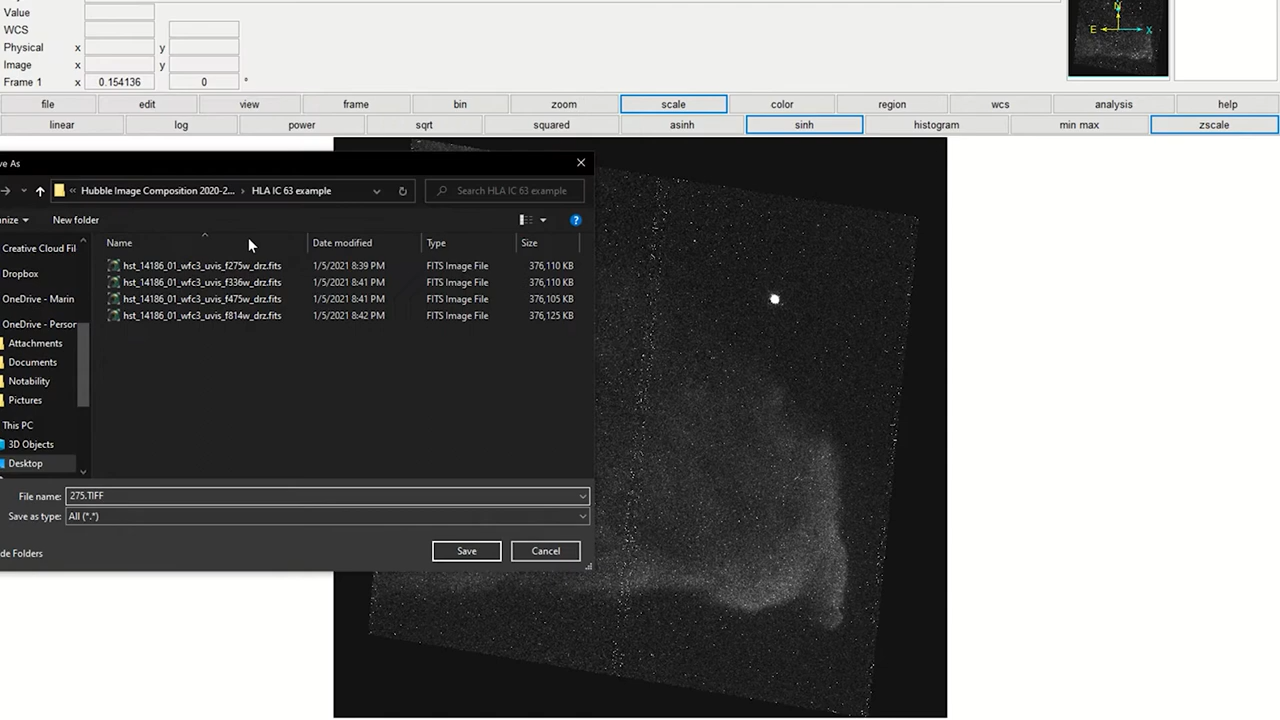 Value
WCS
Physical x y
Image x y
Frame 1 x 0.154136 0 °
N
E X
file edit view frame bin zoom scale color region wcs analysis help
linear log power sqrt squared asinh sinh histogram min max zscale
ve As
« Hubble Image Composition 2020-2... › HLA IC 63 example Search HLA IC 63 example
nize New folder
Name Date modified Type Size
Creative Cloud Fil
hst_14186_01_wfc3_uvis_f275w_drz.fits 1/5/2021 8:39 PM FITS Image File 376,110 KB
Dropbox
hst_14186_01_wfc3_uvis_f336w_drz.fits 1/5/2021 8:41 PM FITS Image File 376,110 KB
OneDrive - Marin
hst_14186_01_wfc3_uvis_f475w_drz.fits 1/5/2021 8:41 PM FITS Image File 376,105 KB
hst_14186_01_wfc3_uvis_f814w_drz.fits 1/5/2021 8:42 PM FITS Image File 376,125 KB
OneDrive - Person
Attachments
Documents
Notability
Pictures
This PC
3D Objects
Desktop
File name: 275.TIFF
Save as type: All (*.*)
de Folders Save Cancel